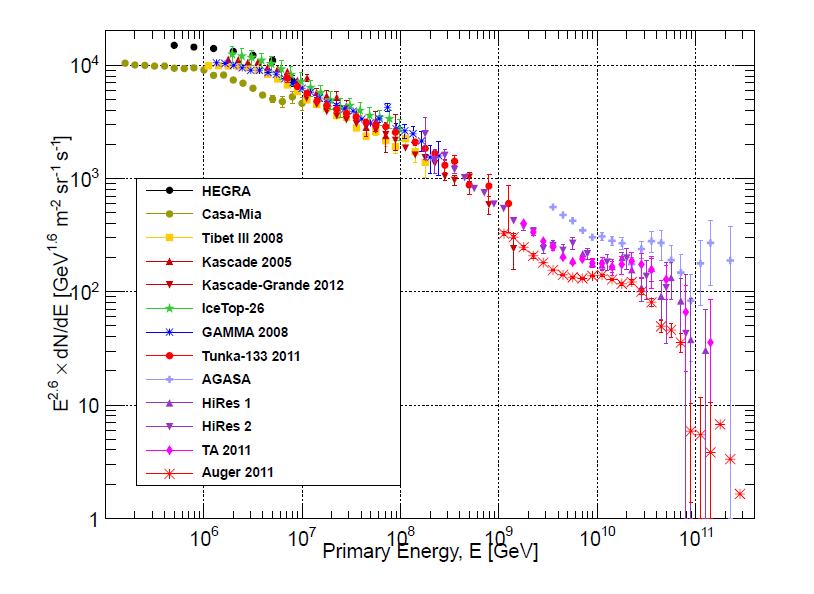 E^2.6 × dN/dE [GeV^1.6 m^-2 sr^-1 s^-1]
10^4
10^3
10^2
10
1
HEGRA
Casa-Mia
Tibet III 2008
Kascade 2005
Kascade-Grande 2012
IceTop-26
GAMMA 2008
Tunka-133 2011
AGASA
HiRes 1
HiRes 2
TA 2011
Auger 2011
10^6 10^7 10^8 10^9 10^10 10^11
Primary Energy, E [GeV]